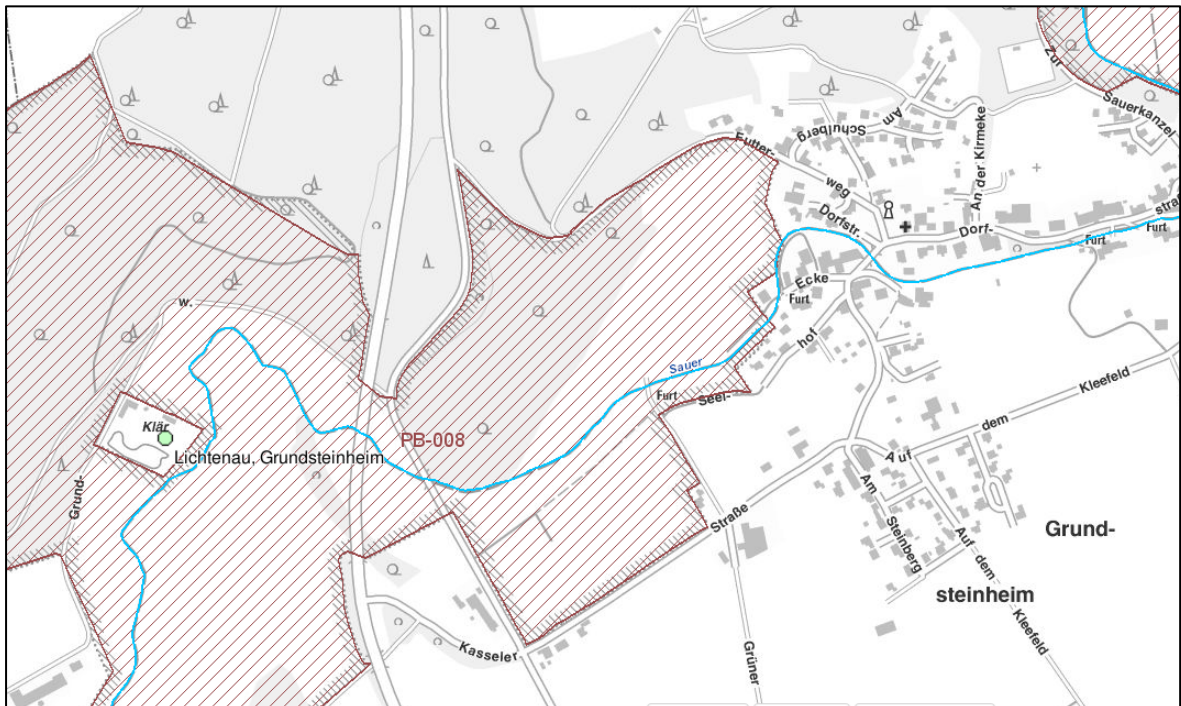 Zur
Sauerkanzel
Am
Schulberg
An der Kirmeke
Futter-
weg
Dorfstr.
Dorf-
straß
Furt
Furt
Ecke
Furt
hof
w.
Sauer
Furt
Seel-
Kleefeld
dem
Auf
Klär
PB-008
Lichtenau, Grundsteinheim
Grund-
Straße
Am
Steinberg
Auf dem
Kleefeld
Grund-
steinheim
Kasseler
Grüner